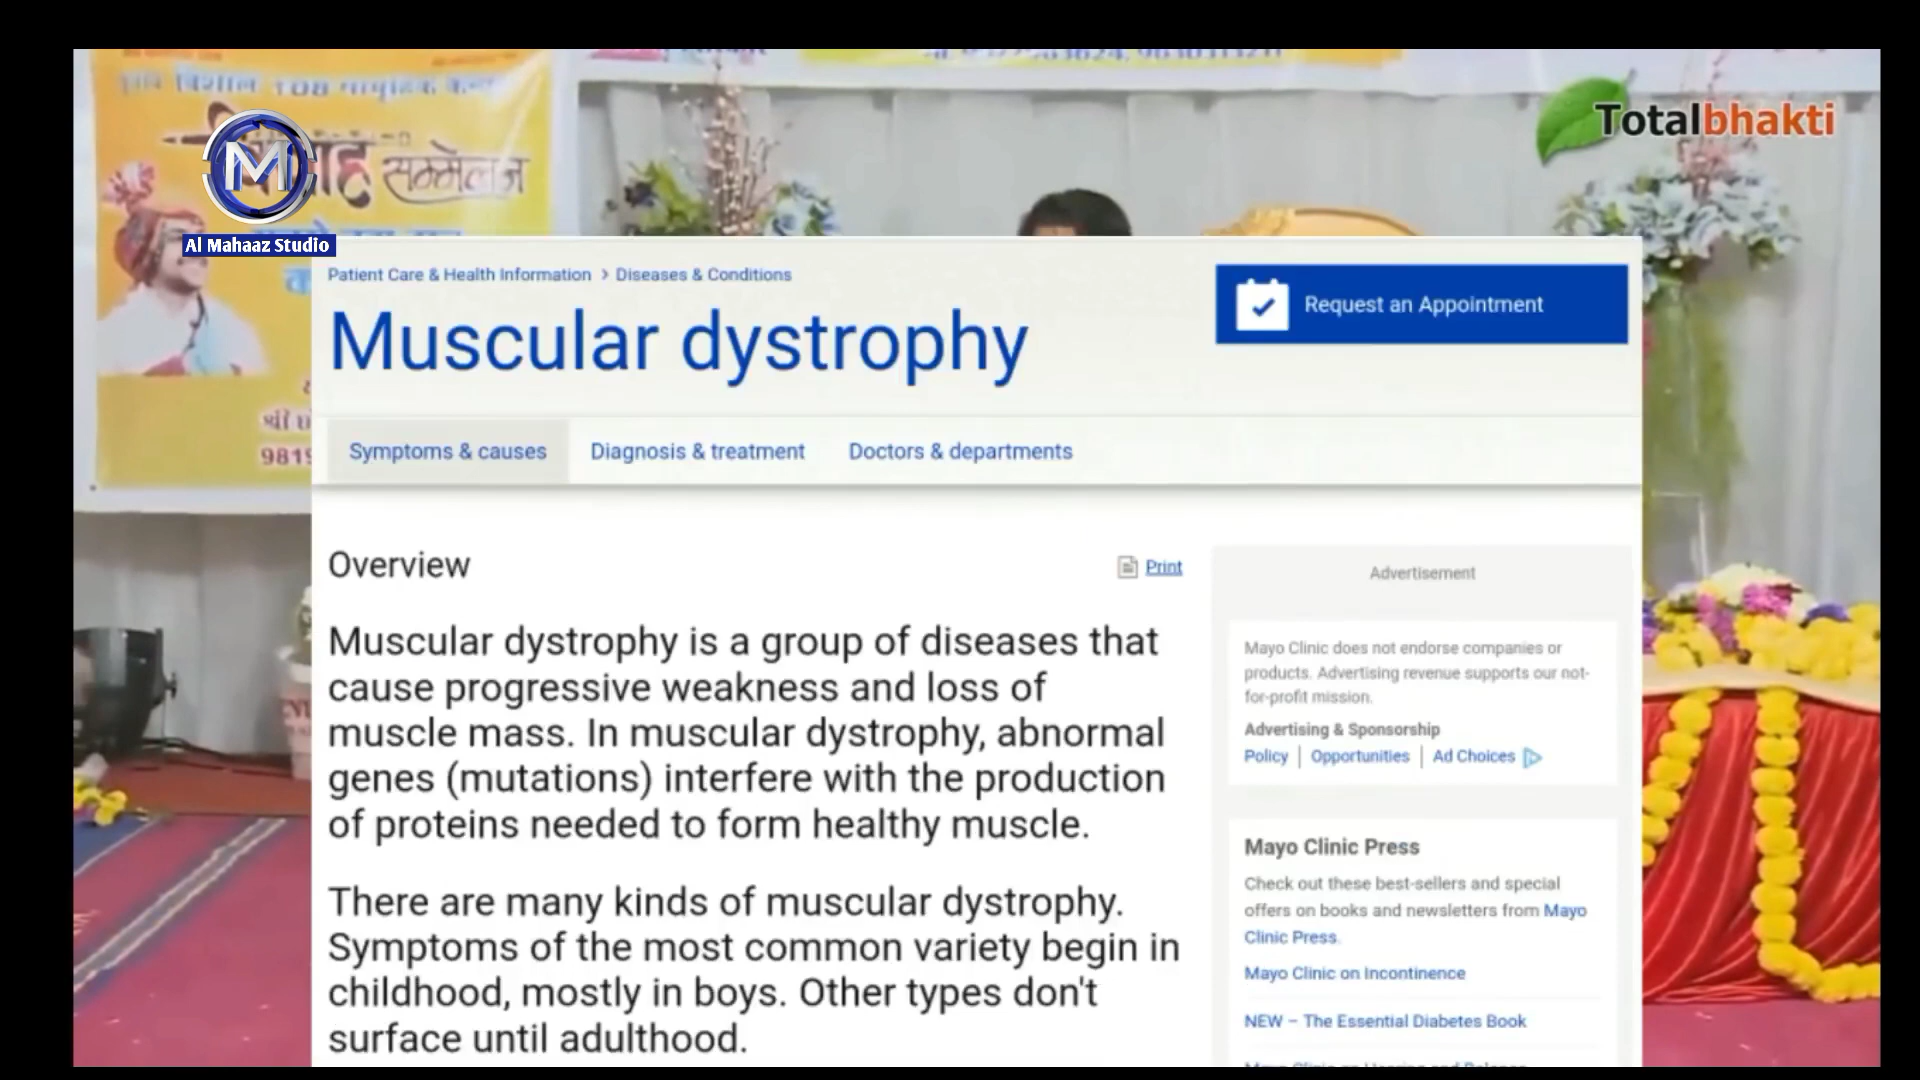 108
सम्मेलन
Totalbhakti
M
Al Mahaaz Studio
Patient Care & Health Information > Diseases & Conditions
Request an Appointment
Muscular dystrophy
श्री
Symptoms & causes Diagnosis & treatment Doctors & departments
Overview
Print
Muscular dystrophy is a group of diseases that
cause progressive weakness and loss of
muscle mass. In muscular dystrophy, abnormal
genes (mutations) interfere with the production
of proteins needed to form healthy muscle.
There are many kinds of muscular dystrophy.
Symptoms of the most common variety begin in
childhood, mostly in boys. Other types don't
surface until adulthood.
Advertisement
Mayo Clinic does not endorse companies or
products. Advertising revenue supports our not-
for-profit mission.
Advertising & Sponsorship
Policy | Opportunities | Ad Choices
Mayo Clinic Press
Check out these best-sellers and special
offers on books and newsletters from Mayo
Clinic Press.
Mayo Clinic on Incontinence
NEW – The Essential Diabetes Book